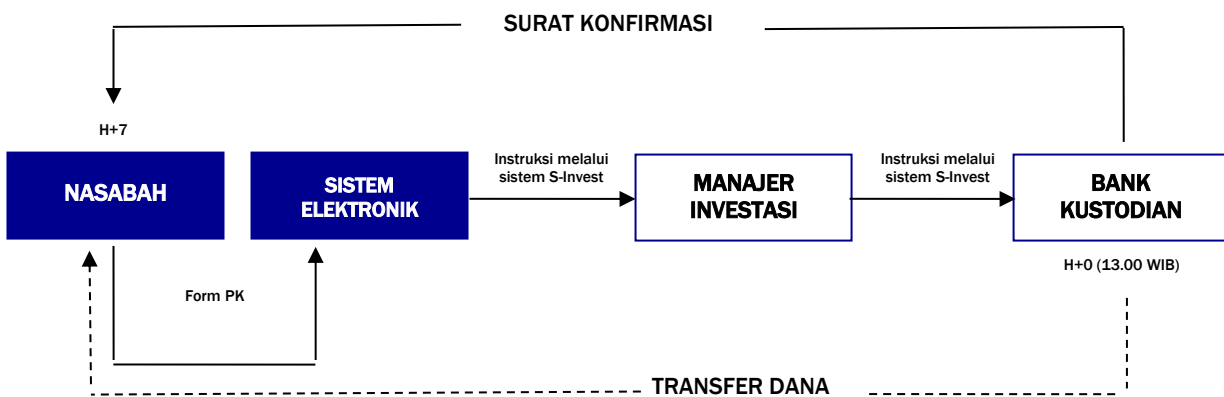 SURAT KONFIRMASI
H+7
NASABAH
SISTEM
ELEKTRONIK
Instruksi melalui
sistem S-Invest
MANAJER
INVESTASI
Instruksi melalui
sistem S-Invest
BANK
KUSTODIAN
H+0 (13.00 WIB)
Form PK
TRANSFER DANA